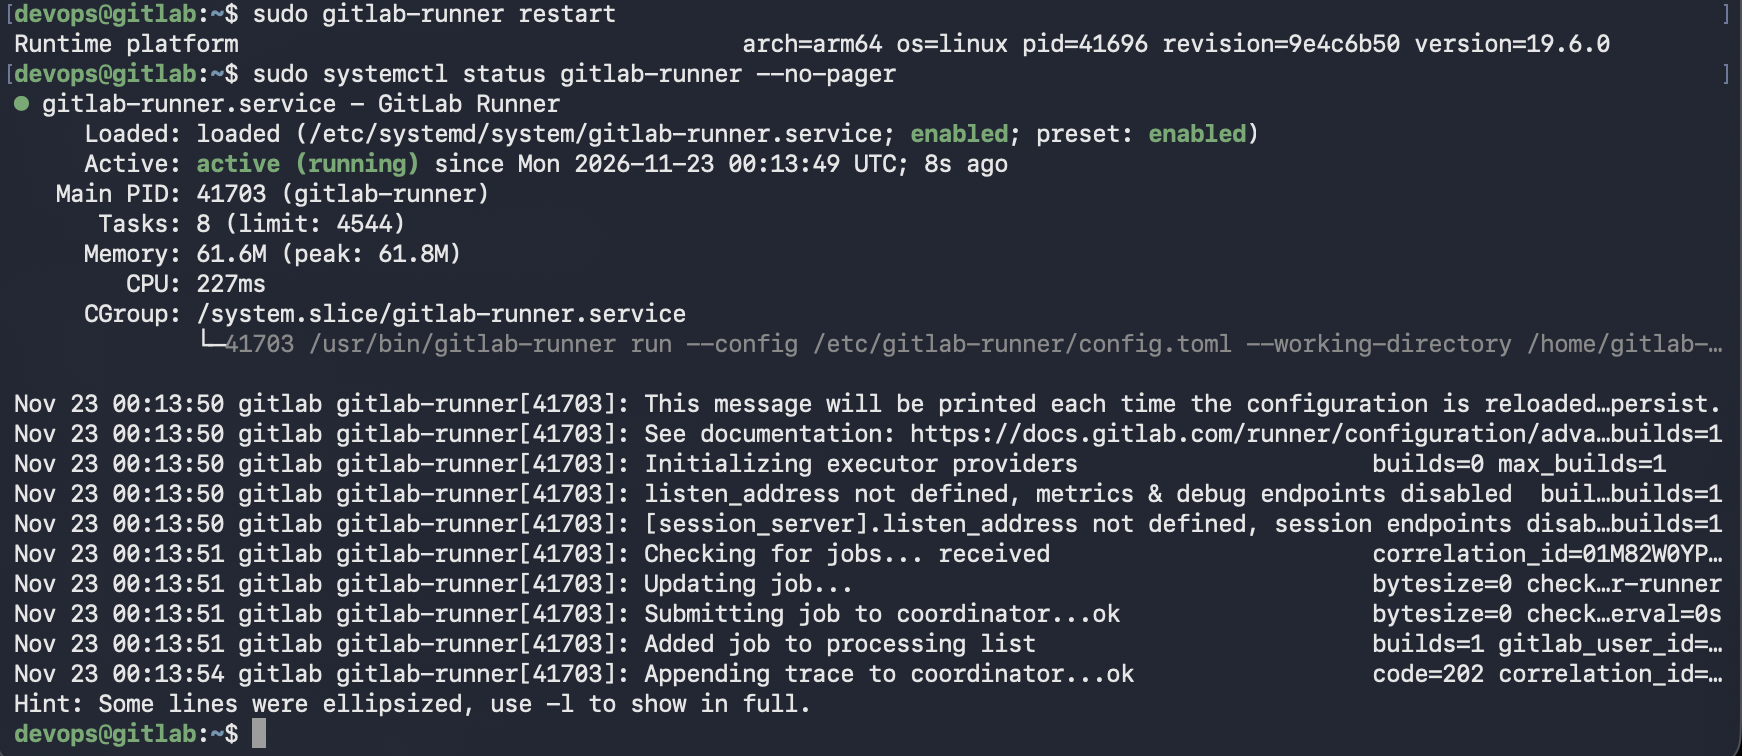 [devops@gitlab:~$ sudo gitlab-runner restart ]
Runtime platform                                    arch=arm64 os=linux pid=41696 revision=9e4c6b50 version=19.6.0
[devops@gitlab:~$ sudo systemctl status gitlab-runner --no-pager ]
● gitlab-runner.service - GitLab Runner
     Loaded: loaded (/etc/systemd/system/gitlab-runner.service; enabled; preset: enabled)
     Active: active (running) since Mon 2026-11-23 00:13:49 UTC; 8s ago
   Main PID: 41703 (gitlab-runner)
      Tasks: 8 (limit: 4544)
     Memory: 61.6M (peak: 61.8M)
        CPU: 227ms
     CGroup: /system.slice/gitlab-runner.service
             └─41703 /usr/bin/gitlab-runner run --config /etc/gitlab-runner/config.toml --working-directory /home/gitlab-…
Nov 23 00:13:50 gitlab gitlab-runner[41703]: This message will be printed each time the configuration is reloaded…persist.
Nov 23 00:13:50 gitlab gitlab-runner[41703]: See documentation: https://docs.gitlab.com/runner/configuration/adva…builds=1
Nov 23 00:13:50 gitlab gitlab-runner[41703]: Initializing executor providers                     builds=0 max_builds=1
Nov 23 00:13:50 gitlab gitlab-runner[41703]: listen_address not defined, metrics & debug endpoints disabled  buil…builds=1
Nov 23 00:13:50 gitlab gitlab-runner[41703]: [session_server].listen_address not defined, session endpoints disab…builds=1
Nov 23 00:13:51 gitlab gitlab-runner[41703]: Checking for jobs... received                       correlation_id=01M82W0YP…
Nov 23 00:13:51 gitlab gitlab-runner[41703]: Updating job...                                     bytesize=0 check…r-runner
Nov 23 00:13:51 gitlab gitlab-runner[41703]: Submitting job to coordinator...ok                  bytesize=0 check…erval=0s
Nov 23 00:13:51 gitlab gitlab-runner[41703]: Added job to processing list                        builds=1 gitlab_user_id=…
Nov 23 00:13:54 gitlab gitlab-runner[41703]: Appending trace to coordinator...ok                 code=202 correlation_id=…
Hint: Some lines were ellipsized, use -l to show in full.
devops@gitlab:~$